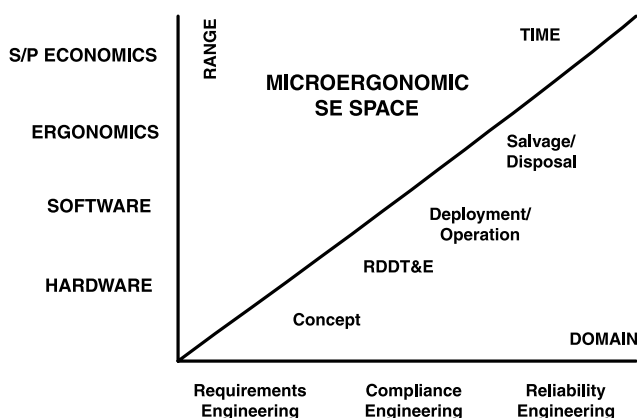 S/P ECONOMICS
RANGE
TIME
MICROERGONOMIC
SE SPACE
ERGONOMICS
Salvage/
Disposal
SOFTWARE
Deployment/
Operation
HARDWARE
RDDT&E
Concept
DOMAIN
Requirements
Engineering
Compliance
Engineering
Reliability
Engineering